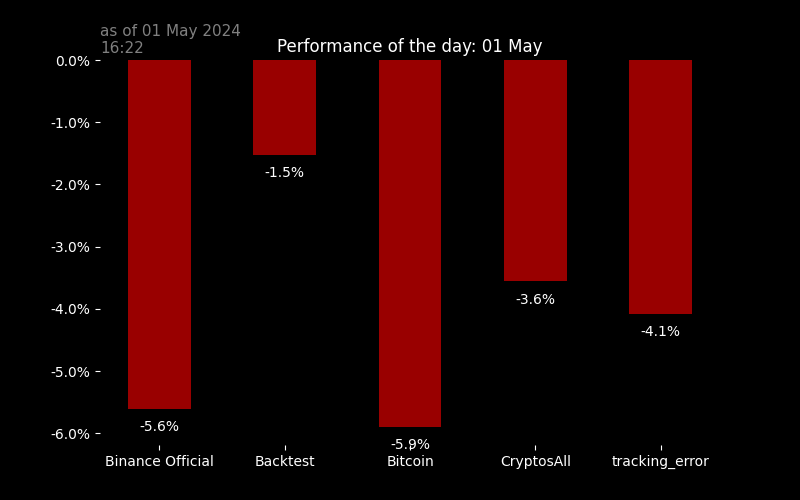 as of 01 May 2024
16:22
Performance of the day: 01 May
0.0%
-1.0%
-2.0%
-3.0%
-4.0%
-5.0%
-6.0%
-5.6%
-1.5%
-5.9%
-3.6%
-4.1%
Binance Official
Backtest
Bitcoin
CryptosAll
tracking_error